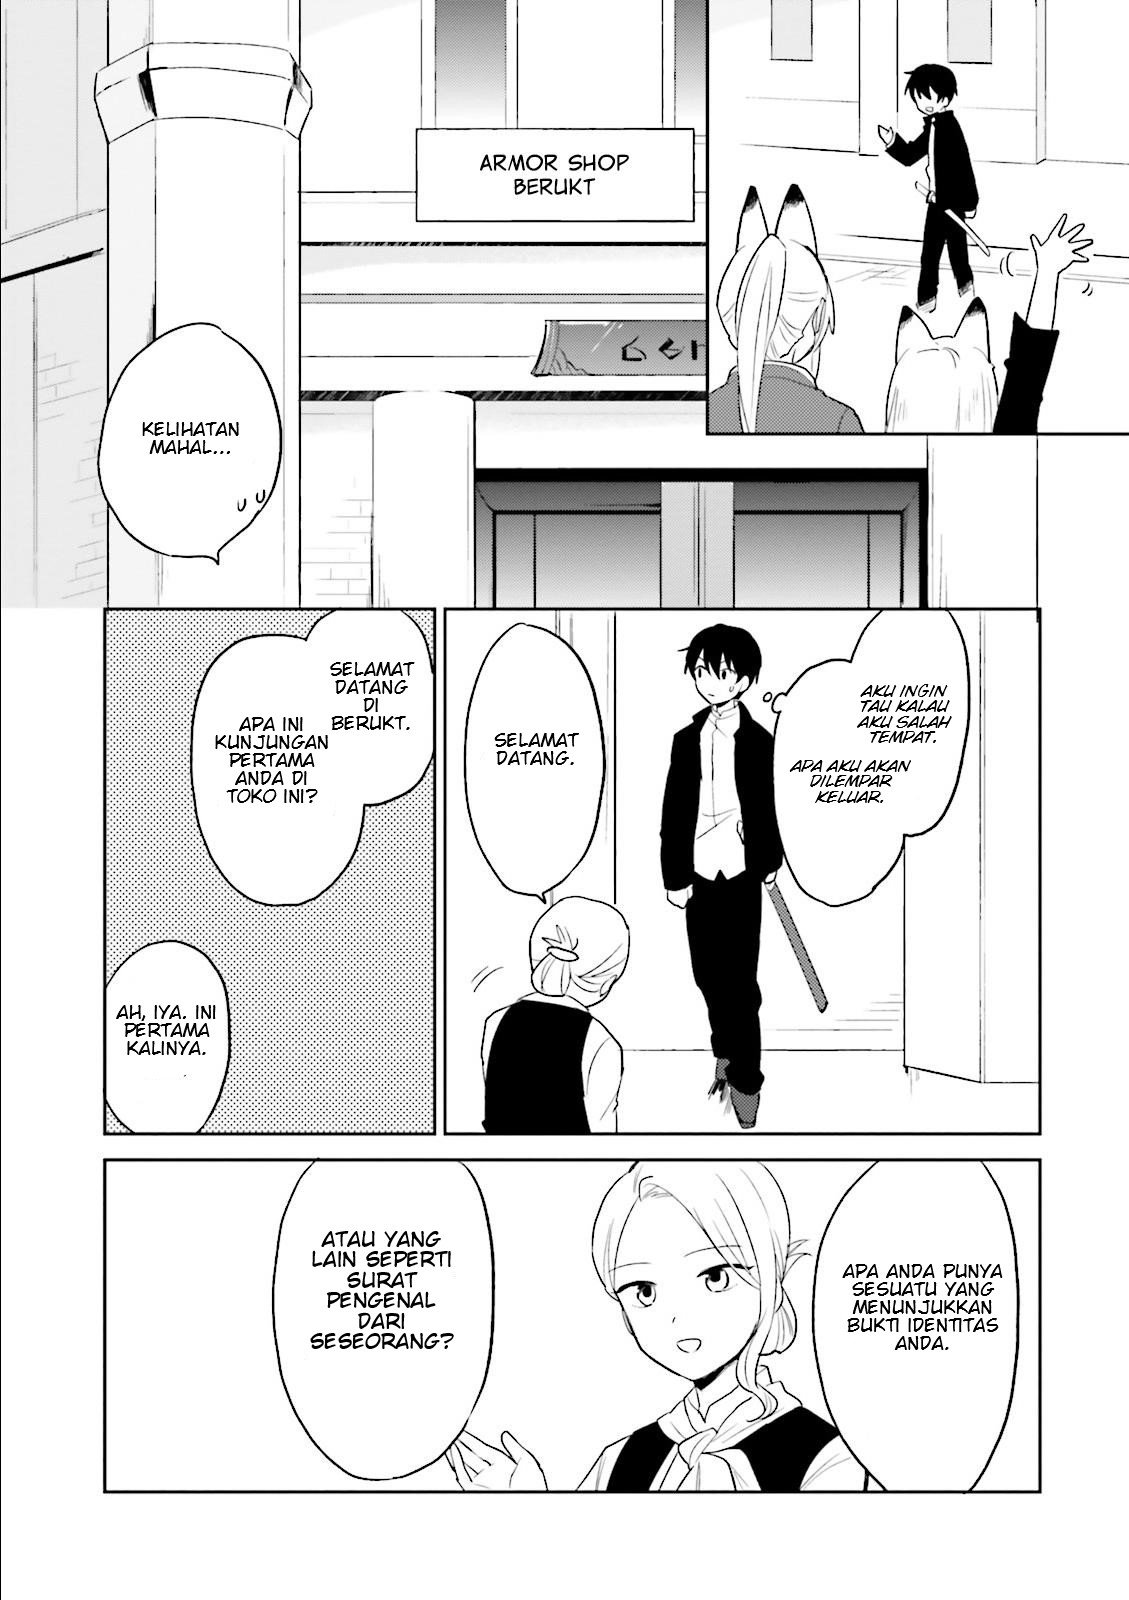 ARMOR SHOP
BERUKT
KELIHATAN
MAHAL...
AKU INGIN
TAU KALAU
AKU SALAH
TEMPAT.
APA AKU AKAN
DILEMPAR
KELUAR.
SELAMAT
DATANG.
SELAMAT
DATANG
DI
BERUKT.
APA INI
KUNJUNGAN
PERTAMA
ANDA DI
TOKO INI?
AH, IYA. INI
PERTAMA
KALINYA.
APA ANDA PUNYA
SESUATU YANG
MENUNJUKKAN
BUKTI IDENTITAS
ANDA.
ATAU YANG
LAIN SEPERTI
SURAT
PENGENAL
DARI
SESEORANG?